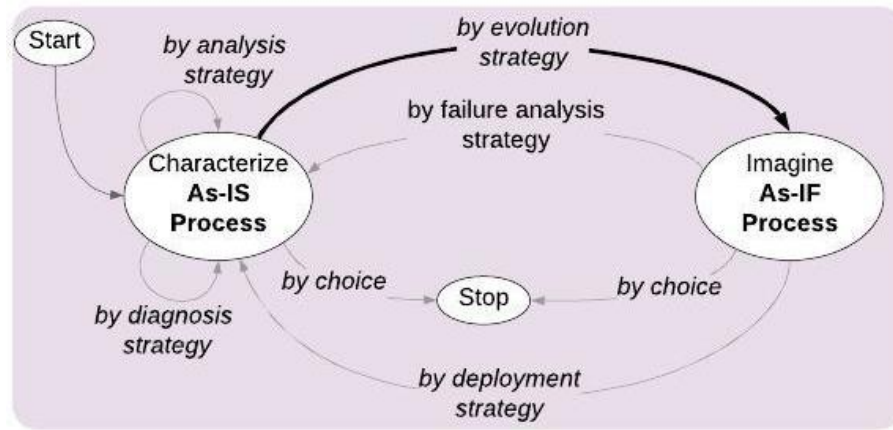 Start
by analysis
strategy
by evolution
strategy
by failure analysis
strategy
Characterize
As-IS
Process
Imagine
As-IF
Process
by choice
Stop
by choice
by diagnosis
strategy
by deployment
strategy